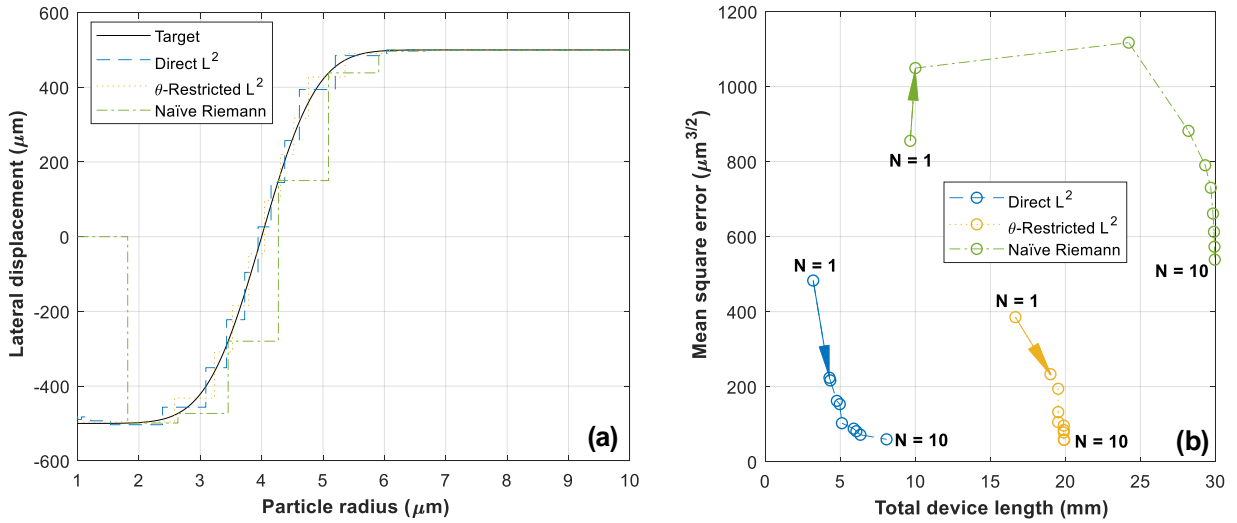 600
400
200
0
-200
-400
-600
Lateral displacement (μm)
1 2 3 4 5 6 7 8 9 10
Particle radius (μm)
Target
Direct L²
θ-Restricted L²
Naïve Riemann
(a)
1200
1000
800
600
400
200
0
Mean square error (μm³/²)
0 5 10 15 20 25 30
Total device length (mm)
N = 1
Direct L²
θ-Restricted L²
Naïve Riemann
N = 10
N = 1
N = 1
N = 10
N = 10
(b)